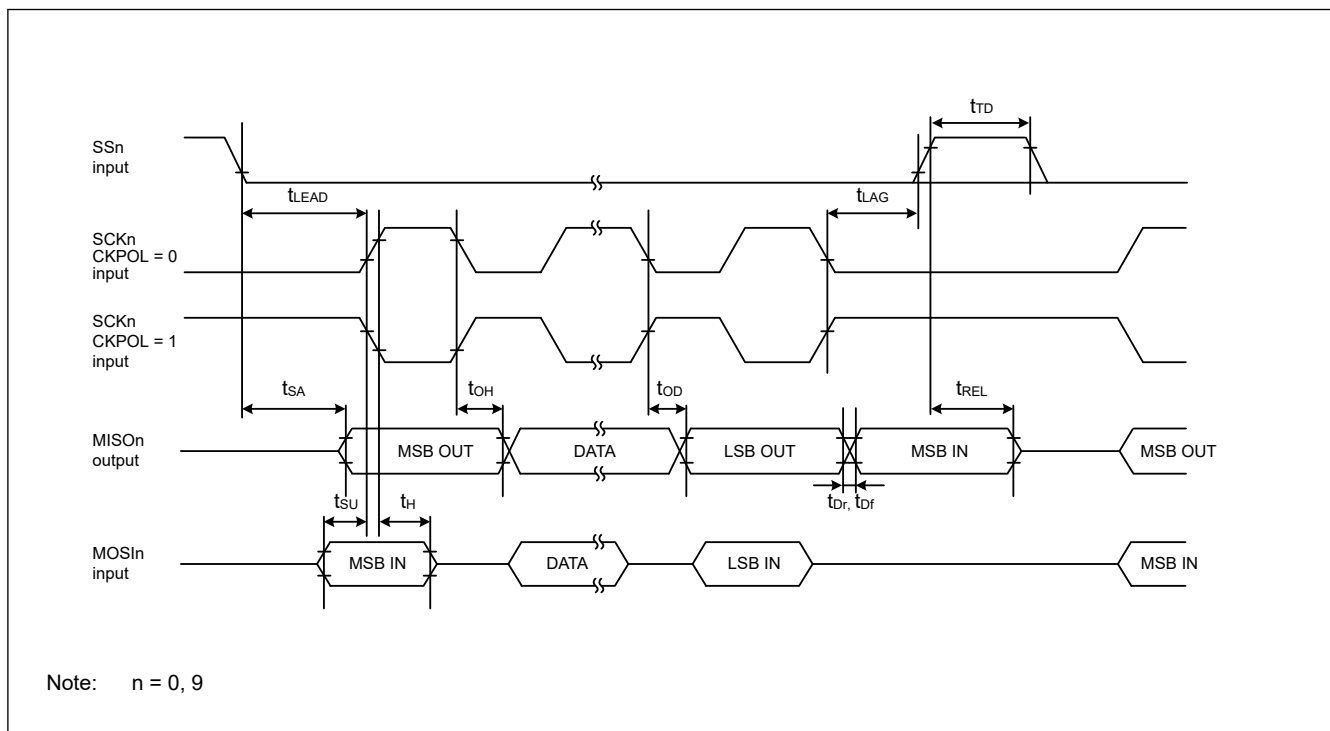 tTD
SSn
input
tLEAD
tLAG
SCKn
CKPOL = 0
input
SCKn
CKPOL = 1
input
tSA
tOH
tOD
tREL
MISOn
output
MSB OUT
DATA
LSB OUT
MSB IN
MSB OUT
tSU
tH
tDr, tDf
MOSIn
input
MSB IN
DATA
LSB IN
MSB IN
Note: n = 0, 9